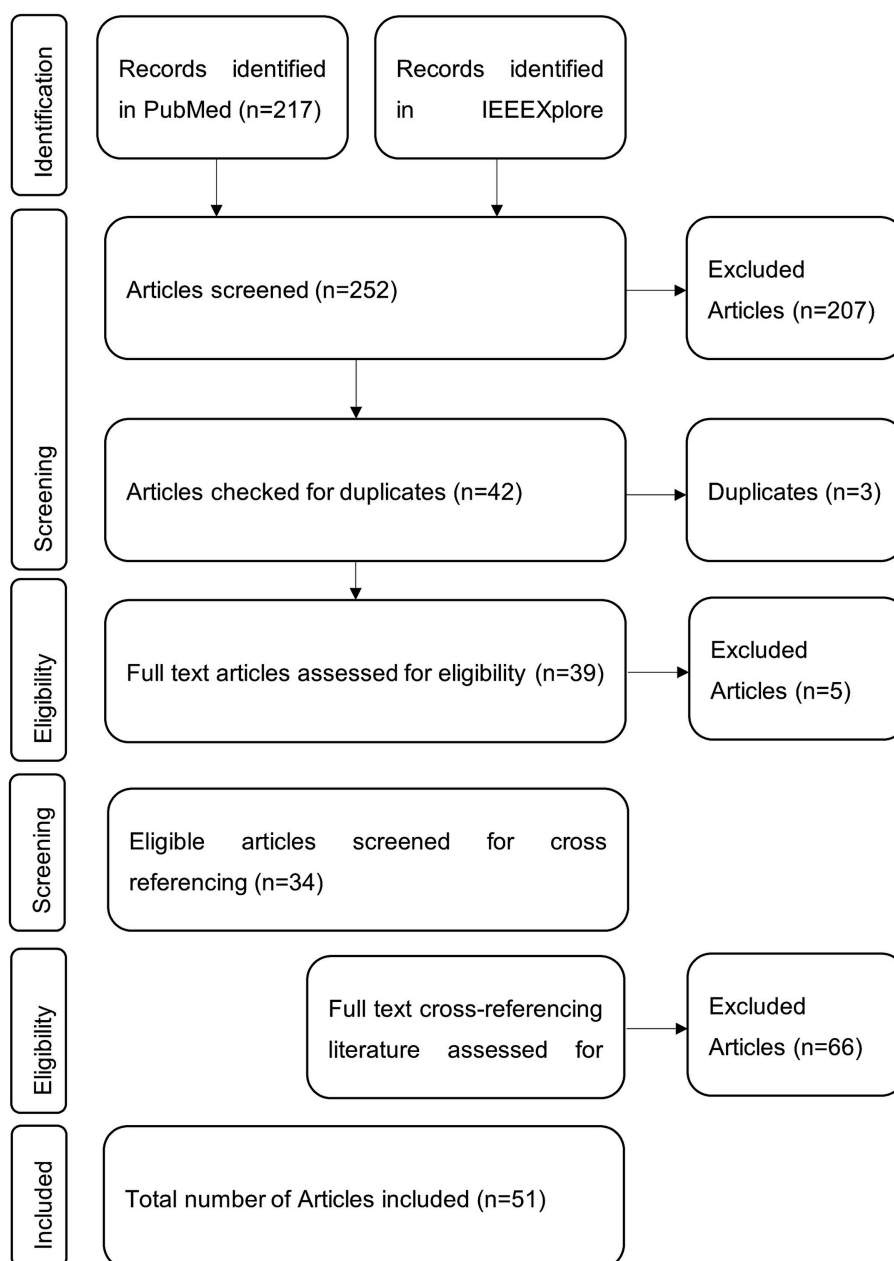 Identification
Records identified
in PubMed (n=217)
Records identified
in IEEEXplore
Screening
Articles screened (n=252)
Excluded
Articles (n=207)
Articles checked for duplicates (n=42)
Duplicates (n=3)
Eligibility
Full text articles assessed for eligibility (n=39)
Excluded
Articles (n=5)
Screening
Eligible articles screened for cross
referencing (n=34)
Eligibility
Full text cross-referencing
literature assessed for
Excluded
Articles (n=66)
Included
Total number of Articles included (n=51)